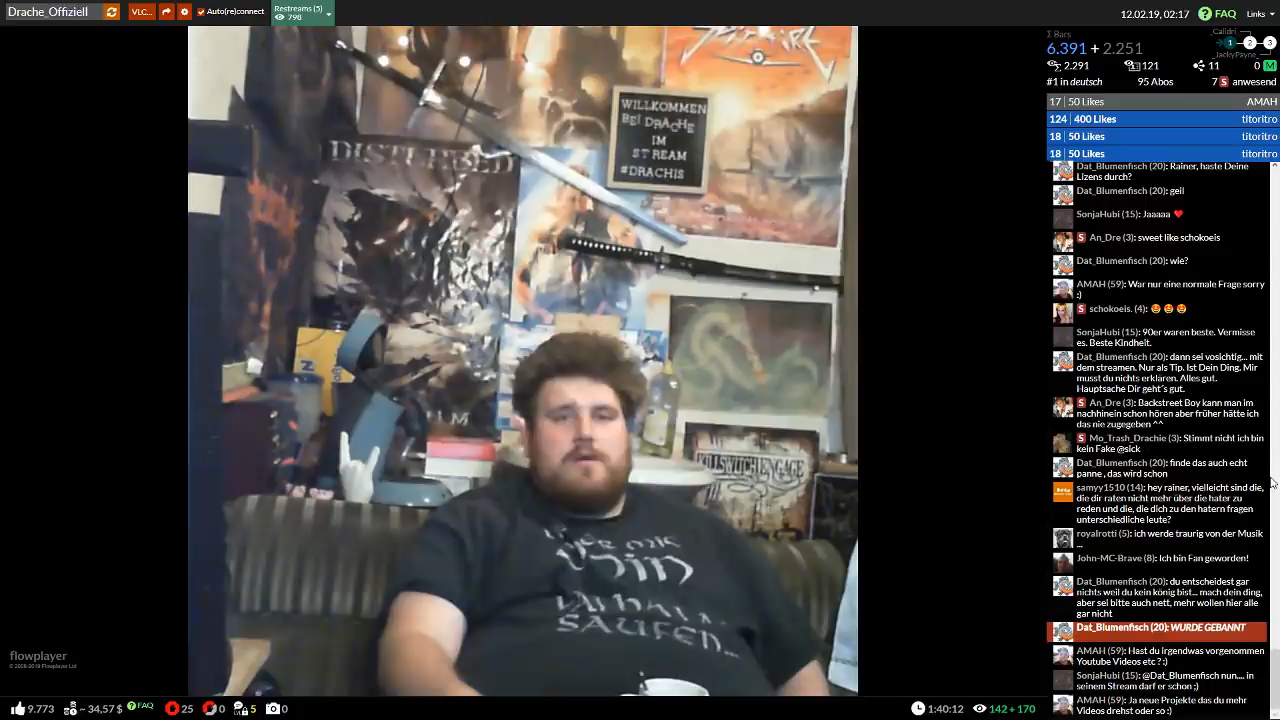 Drache_Offiziell
VLC...
Auto(re)connect
Restreams (5)
798
12.02.19, 02:17
FAQ
Links
WILLKOMMEN
BEI DRACHE
IM
STREAM
#DRACHIS
DISTURBED
KILLSWITCH ENGAGE
SAUFEN...
flowplayer
© 2008-2019 Flowplayer Ltd
Σ Bars
_Calidri_
6.391 + 2.251
1 2 3
JackyPayne_
2.291 121 11 0 M
#1 in deutsch 95 Abos 7 S anwesend
17 | 50 Likes AMAH
124 | 400 Likes titoritro
18 | 50 Likes titoritro
18 | 50 Likes titoritro
Dat_Blumenfisch (20): Rainer, haste Deine
Lizens durch?
Dat_Blumenfisch (20): geil
SonjaHubi (15): Jaaaaa ❤
S An_Dre (3): sweet like schokoeis
Dat_Blumenfisch (20): wie?
AMAH (59): War nur eine normale Frage sorry
:)
S schokoeis. (4): 😍 😍 😍
SonjaHubi (15): 90er waren beste. Vermisse
es. Beste Kindheit.
Dat_Blumenfisch (20): dann sei vosichtig... mit
dem streamen. Nur als Tip. Ist Dein Ding. Mir
musst du nichts erklären. Alles gut.
Hauptsache Dir geht´s gut.
S An_Dre (3): Backstreet Boy kann man im
nachhinein schon hören aber früher hätte ich
das nie zugegeben ^^
S Mo_Trash_Drachie (3): Stimmt nicht ich bin
kein Fake @sick
Dat_Blumenfisch (20): finde das auch echt
panne , das wird schon
samyy1510 (14): hey rainer, vielleicht sind die,
die dir raten nicht mehr über die hater zu
reden und die, die dich zu den hatern fragen
unterschiedliche leute?
royalrotti (5): ich werde traurig von der Musik
...
John-MC-Brave (8): Ich bin Fan geworden!
Dat_Blumenfisch (20): du entscheidest gar
nichts weil du kein könig bist... mach dein ding,
aber sei bitte auch nett, mehr wollen hier alle
gar nicht
Dat_Blumenfisch (20): WURDE GEBANNT
AMAH (59): Hast du irgendwas vorgenommen
Youtube Videos etc ? :)
SonjaHubi (15): @Dat_Blumenfisch nun.... in
seinem Stream darf er schon ;)
AMAH (59): Ja neue Projekte das du mehr
Videos drehst oder so :)
9.773 ~ 34,57 $ FAQ 25 0 5 0
1:40:12 142 + 170